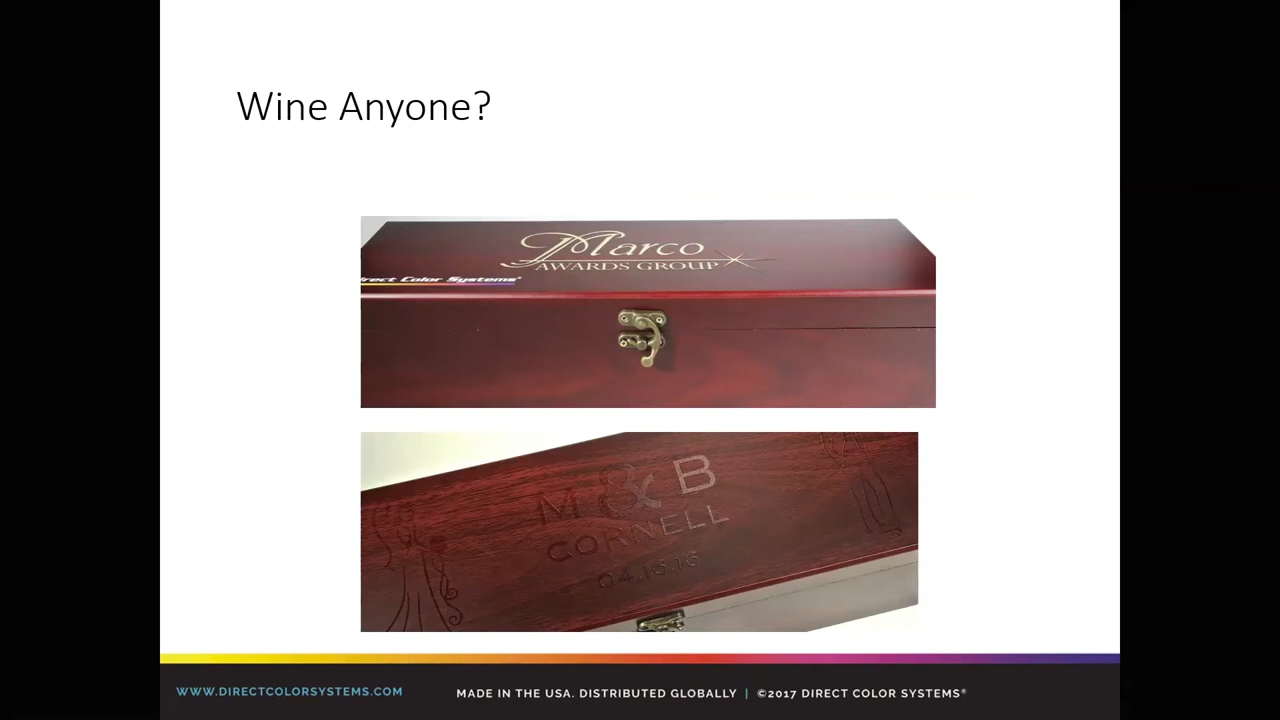 Wine Anyone?
Marco
AWARDS GROUP
Direct Color Systems®
M & B
CORNELL
04.16.16
WWW.DIRECTCOLORSYSTEMS.COM
MADE IN THE USA. DISTRIBUTED GLOBALLY | ©2017 DIRECT COLOR SYSTEMS®